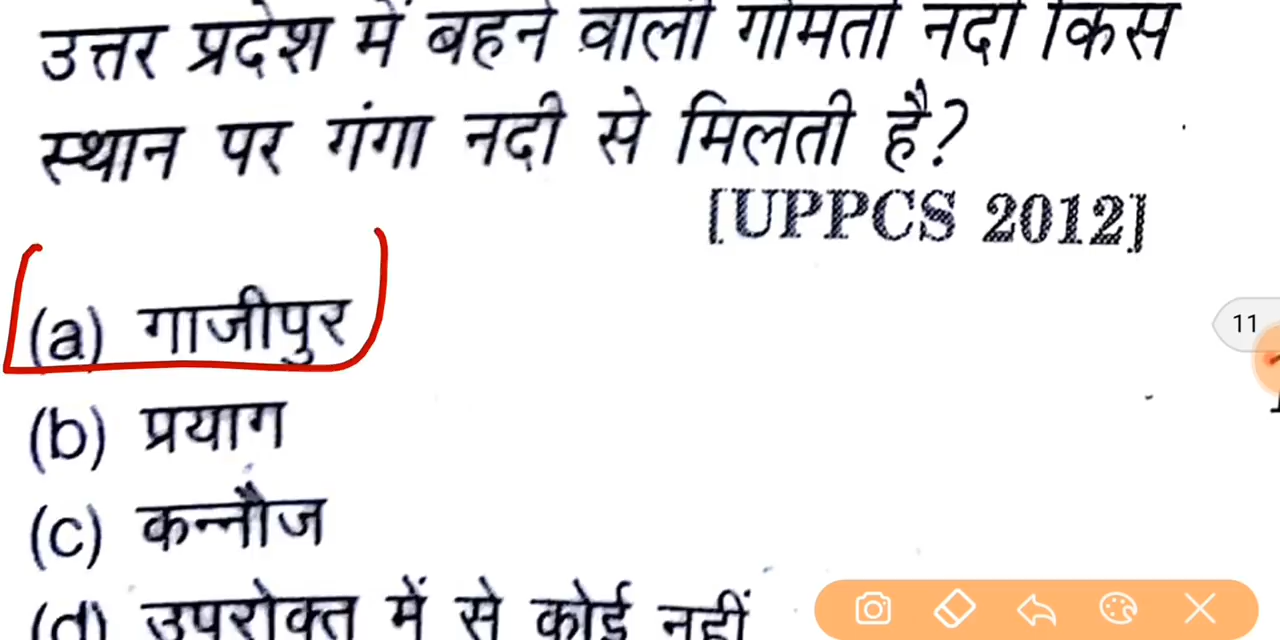 उत्तर प्रदेश में बहने वाली गोमती नदी किस
स्थान पर गंगा नदी से मिलती है?
[UPPCS 2012]
(a) गाजीपुर
11
(b) प्रयाग
(c) कन्नौज
(d) उपरोक्त में से कोई नहीं